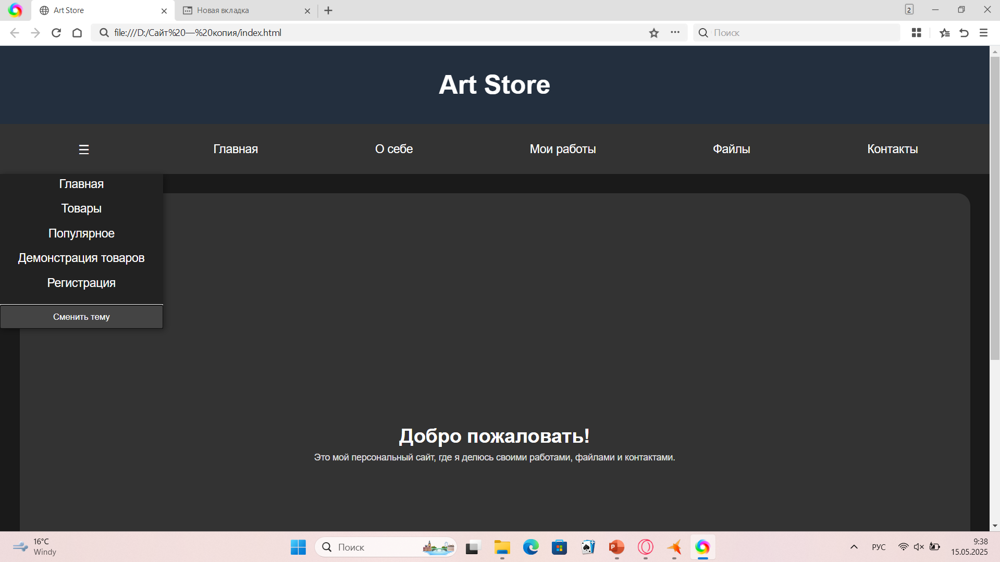 Art Store
Новая вкладка
2
file:///D:/Сайт%20—%20копия/index.html
Поиск
Art Store
☰ Главная О себе Мои работы Файлы Контакты
Главная
Товары
Популярное
Демонстрация товаров
Регистрация
Сменить тему
Добро пожаловать!
Это мой персональный сайт, где я делюсь своими работами, файлами и контактами.
16°C
Windy
Поиск
РУС
9:38
15.05.2025